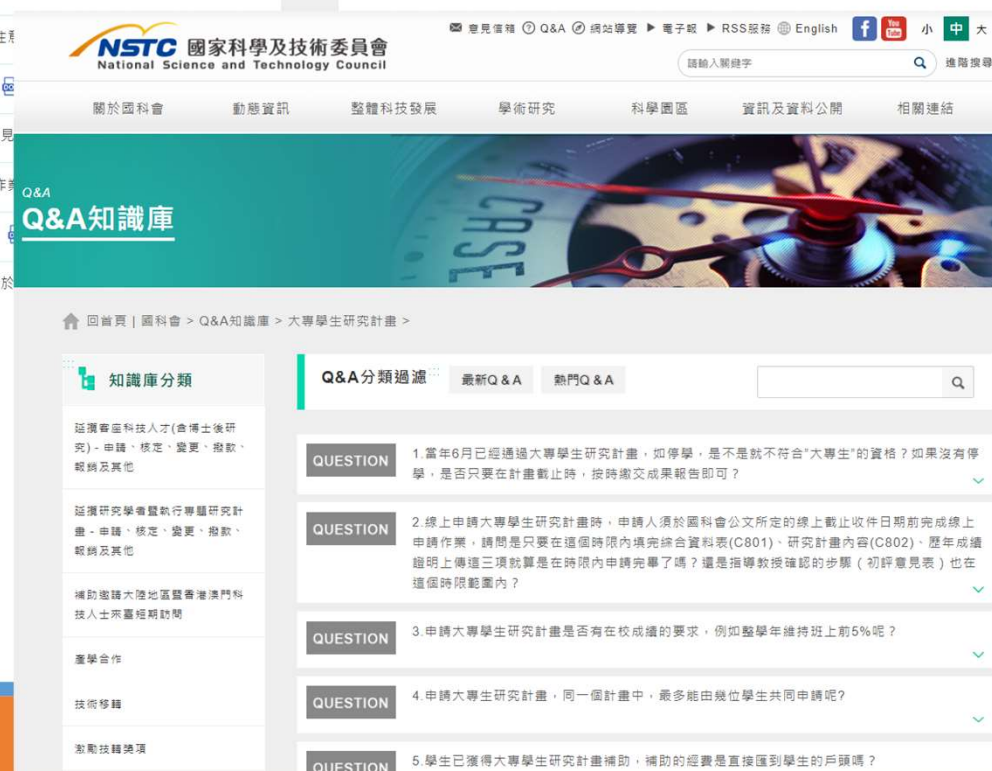 意見信箱 Q&A 網站導覽 電子報 RSS服務 English f You Tube 小 中 大
NSTC 國家科學及技術委員會
National Science and Technology Council
請輸入關鍵字 進階搜尋
關於國科會 動態資訊 整體科技發展 學術研究 科學園區 資訊及資料公開 相關連結
CASE
Q&A
Q&A知識庫
回首頁 | 國科會 > Q&A知識庫 > 大專學生研究計畫 >
知識庫分類
延攬客座科技人才(含博士後研
究) - 申請、核定、變更、撥款、
報銷及其他
延攬研究學者暨執行專題研究計
畫 - 申請、核定、變更、撥款、
報銷及其他
補助邀請大陸地區暨香港澳門科
技人士來臺短期訪問
產學合作
技術移轉
激勵技轉獎項
Q&A分類過濾 最新Q & A 熱門Q & A
QUESTION 1.當年6月已經通過大專學生研究計畫，如停學，是不是就不符合"大專生"的資格？如果沒有停
學，是否只要在計畫截止時，按時繳交成果報告即可？
QUESTION 2.線上申請大專學生研究計畫時，申請人須於國科會公文所定的線上截止收件日期前完成線上
申請作業，請問是只要在這個時限內填完綜合資料表(C801)、研究計畫內容(C802)、歷年成績
證明上傳這三項就算是在時限內申請完畢了嗎？還是指導教授確認的步驟（初評意見表）也在
這個時限範圍內？
QUESTION 3.申請大專學生研究計畫是否有在校成績的要求，例如整學年維持班上前5%呢？
QUESTION 4.申請大專生研究計畫，同一個計畫中，最多能由幾位學生共同申請呢?
QUESTION 5.學生已獲得大專學生研究計畫補助，補助的經費是直接匯到學生的戶頭嗎？